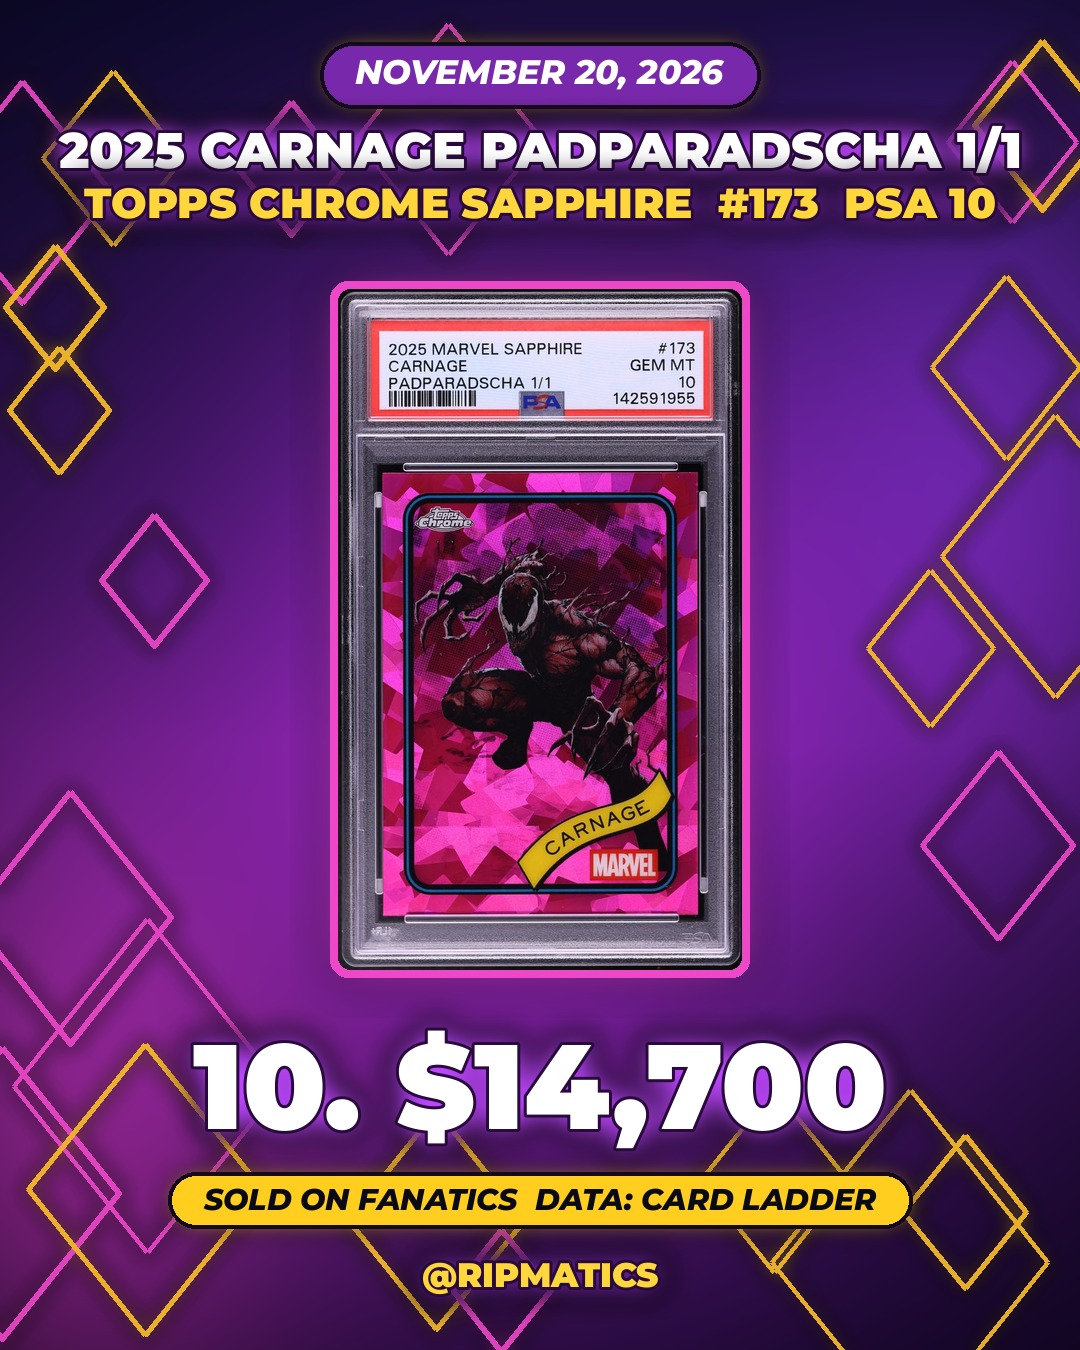 NOVEMBER 20, 2026
2025 CARNAGE PADPARADSCHA 1/1
TOPPS CHROME SAPPHIRE #173 PSA 10
2025 MARVEL SAPPHIRE #173
CARNAGE GEM MT
PADPARADSCHA 1/1 10
PSA 142591955
Topps Chrome
CARNAGE
MARVEL
10. $14,700
SOLD ON FANATICS DATA: CARD LADDER
@RIPMATICS